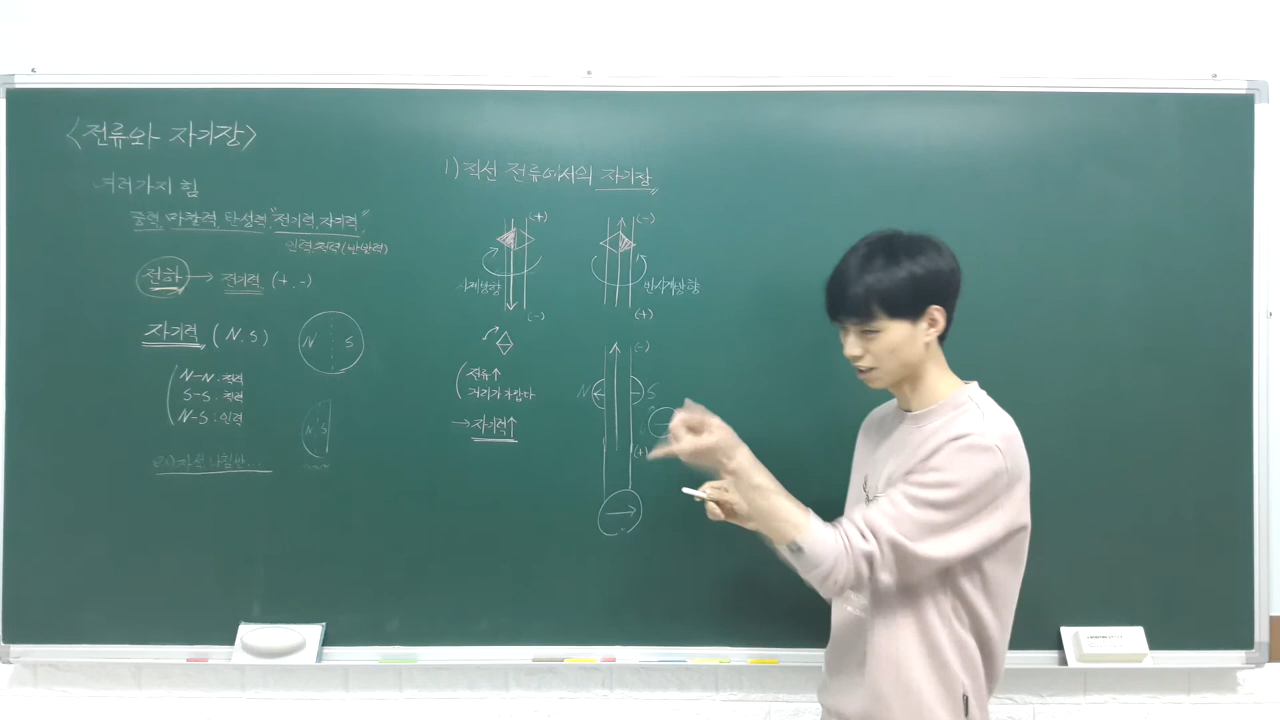 <전류와 자기장>
여러가지 힘
중력, 마찰력, 탄성력, "전기력, 자기력"
인력, 척력(반발력)
전하 → 전기력 (+, -)
자기력 (N, S)
N S
N-N : 척력
S-S : 척력
N-S : 인력
N S
ex) 자석, 나침반...
1) 직선 전류에서의 자기장
(+) (-)
시계방향 반시계방향
(-) (+)
(-)
전류↑
거리가 가깝다
N S
→ 자기력↑
(+)